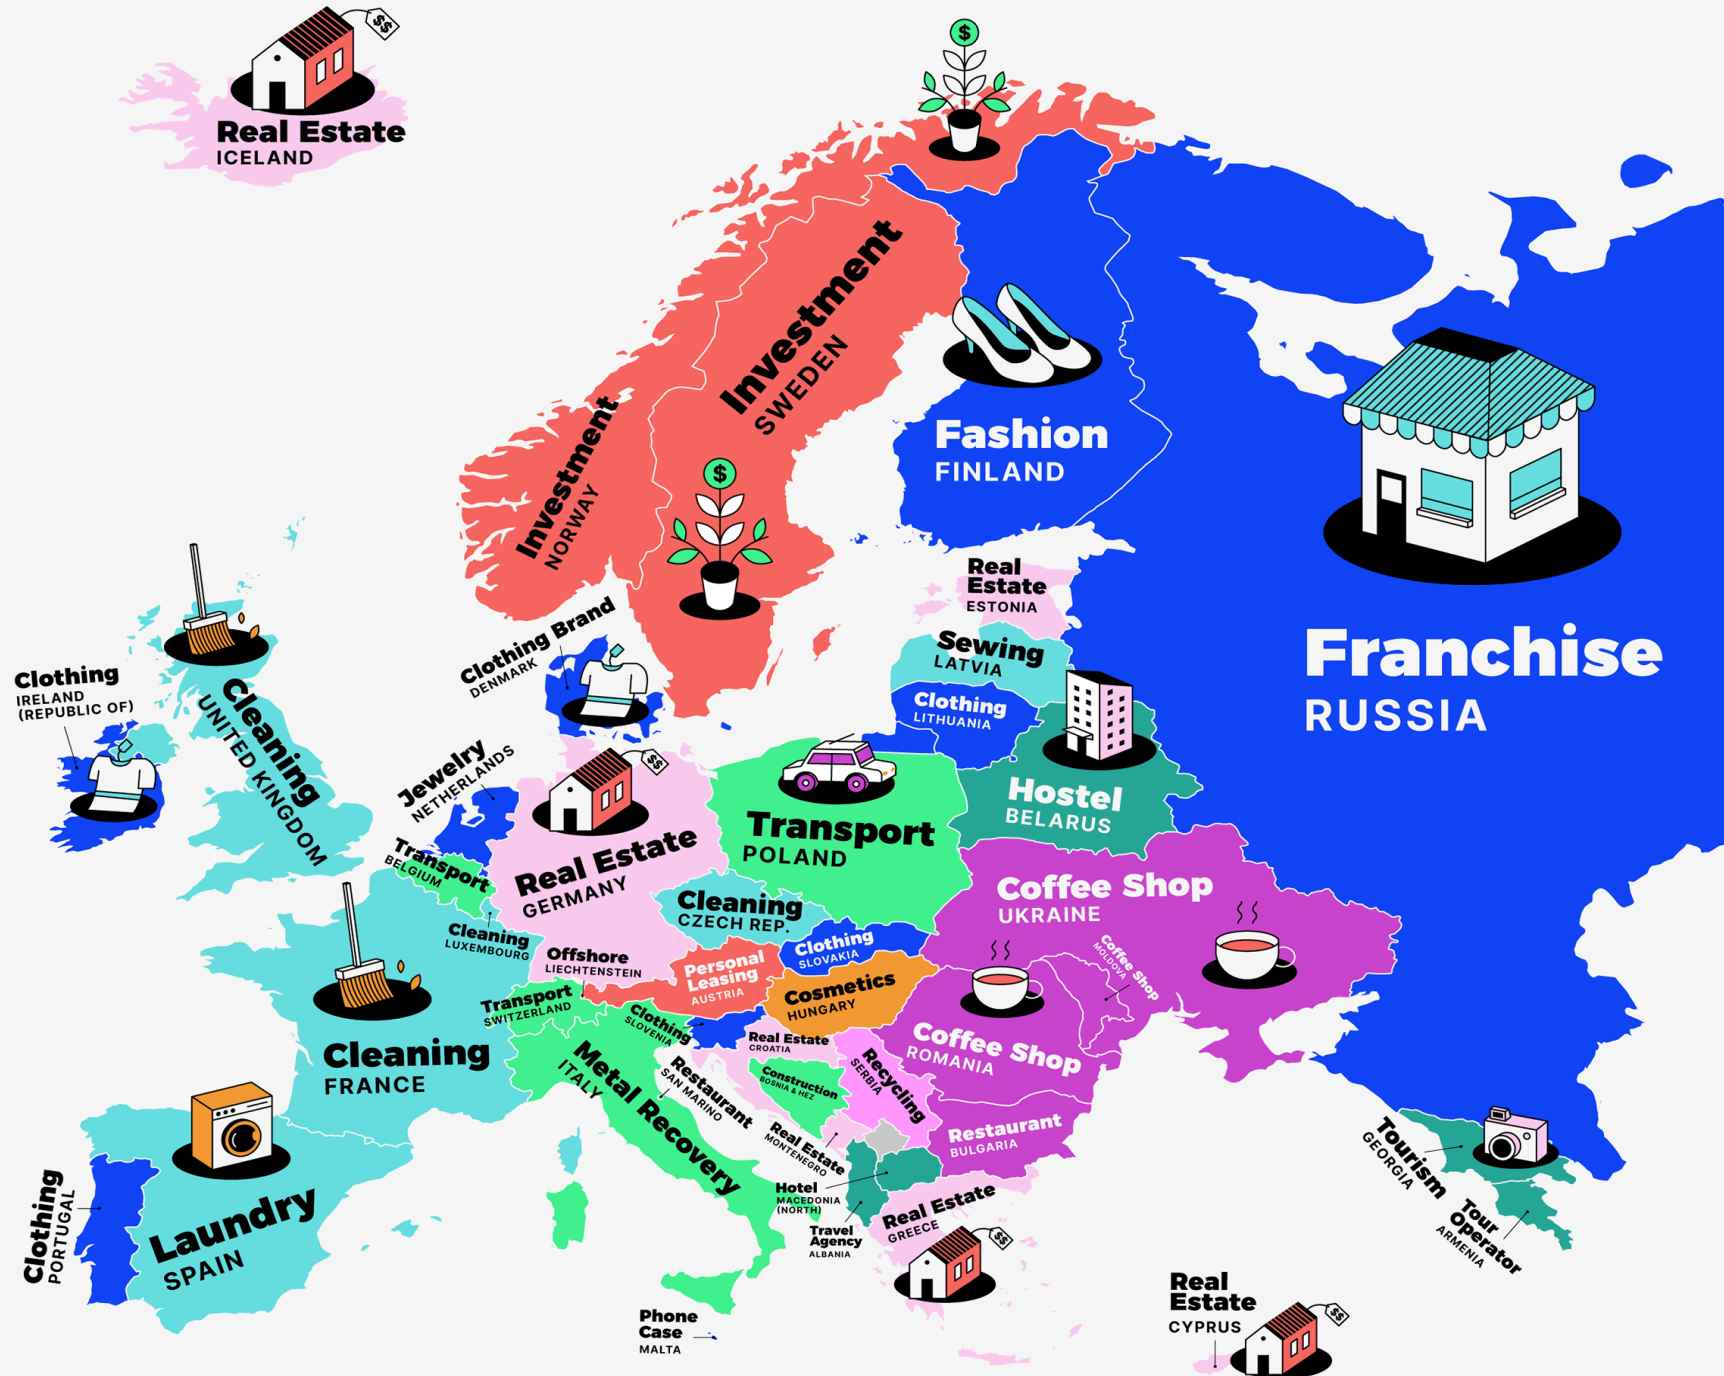 $$
Real Estate
ICELAND
$
Investment
SWEDEN
Investment
NORWAY
$
Fashion
FINLAND
Franchise
RUSSIA
Real
Estate
ESTONIA
Sewing
LATVIA
Clothing
LITHUANIA
Hostel
BELARUS
Clothing Brand
DENMARK
Clothing
IRELAND
(REPUBLIC OF)
Cleaning
UNITED KINGDOM
Jewelry
NETHERLANDS
Transport
BELGIUM
$$
Real Estate
GERMANY
Transport
POLAND
Cleaning
CZECH REP.
Coffee Shop
UKRAINE
Cleaning
LUXEMBOURG
Offshore
LIECHTENSTEIN
Personal
Leasing
AUSTRIA
Clothing
SLOVAKIA
Cosmetics
HUNGARY
Coffee Shop
MOLDOVA
Transport
SWITZERLAND
Clothing
SLOVENIA
Real Estate
CROATIA
Coffee Shop
ROMANIA
Cleaning
FRANCE
Metal Recovery
ITALY
Restaurant
SAN MARINO
Construction
BOSNIA & HEZ
Recycling
SERBIA
Restaurant
BULGARIA
Real Estate
MONTENEGRO
Hotel
MACEDONIA
(NORTH)
Travel
Agency
ALBANIA
Real Estate
GREECE
$$
Clothing
PORTUGAL
Laundry
SPAIN
Phone
Case
MALTA
Tourism
GEORGIA
Tour
Operator
ARMENIA
Real
Estate
CYPRUS
$$